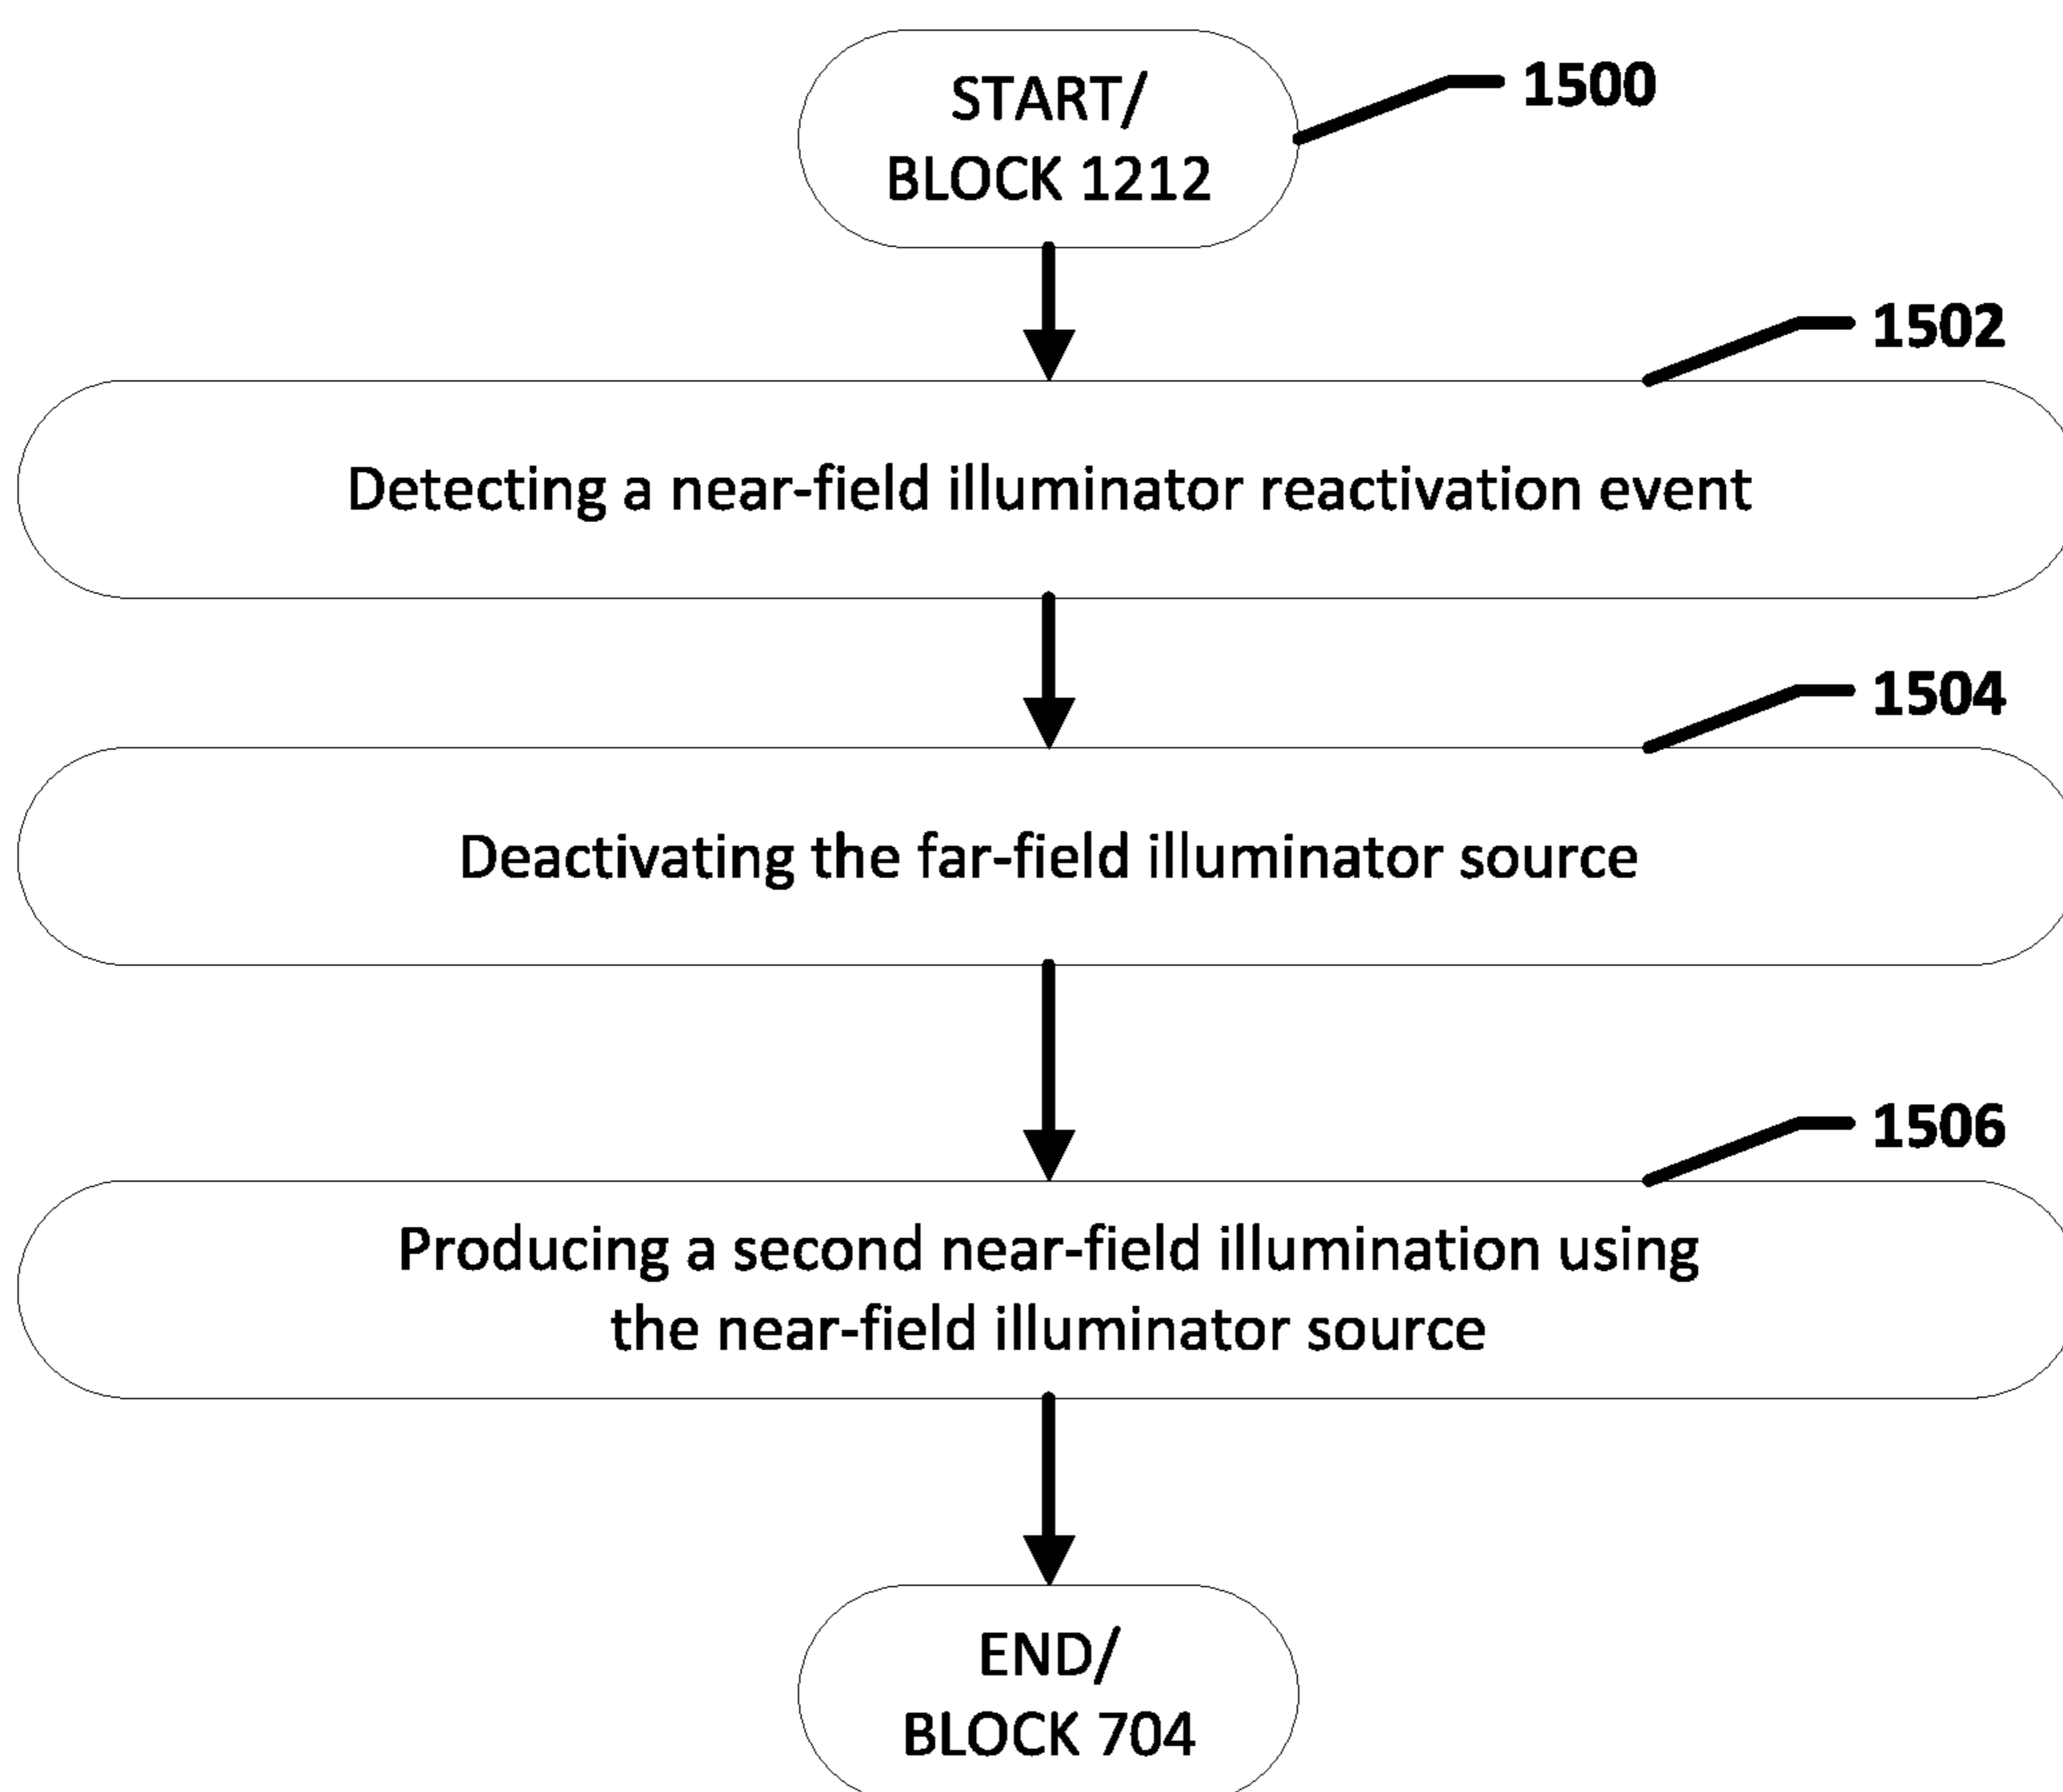 START/
BLOCK 1212
1500
1502
Detecting a near-field illuminator reactivation event
1504
Deactivating the far-field illuminator source
1506
Producing a second near-field illumination using
the near-field illuminator source
END/
BLOCK 704